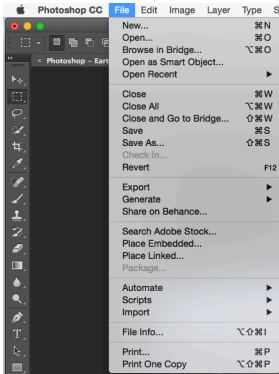 Photoshop CC File Edit Image Layer Type S
× Photoshop - Eart
New... ⌘N
Open... ⌘O
Browse in Bridge... ⌥⌘O
Open as Smart Object...
Open Recent ▶
Close ⌘W
Close All ⌥⌘W
Close and Go to Bridge... ⇧⌘W
Save ⌘S
Save As... ⇧⌘S
Check In...
Revert F12
Export ▶
Generate ▶
Share on Behance...
Search Adobe Stock...
Place Embedded...
Place Linked...
Package...
Automate ▶
Scripts ▶
Import ▶
File Info... ⌥⇧⌘I
Print... ⌘P
Print One Copy ⌥⇧⌘P